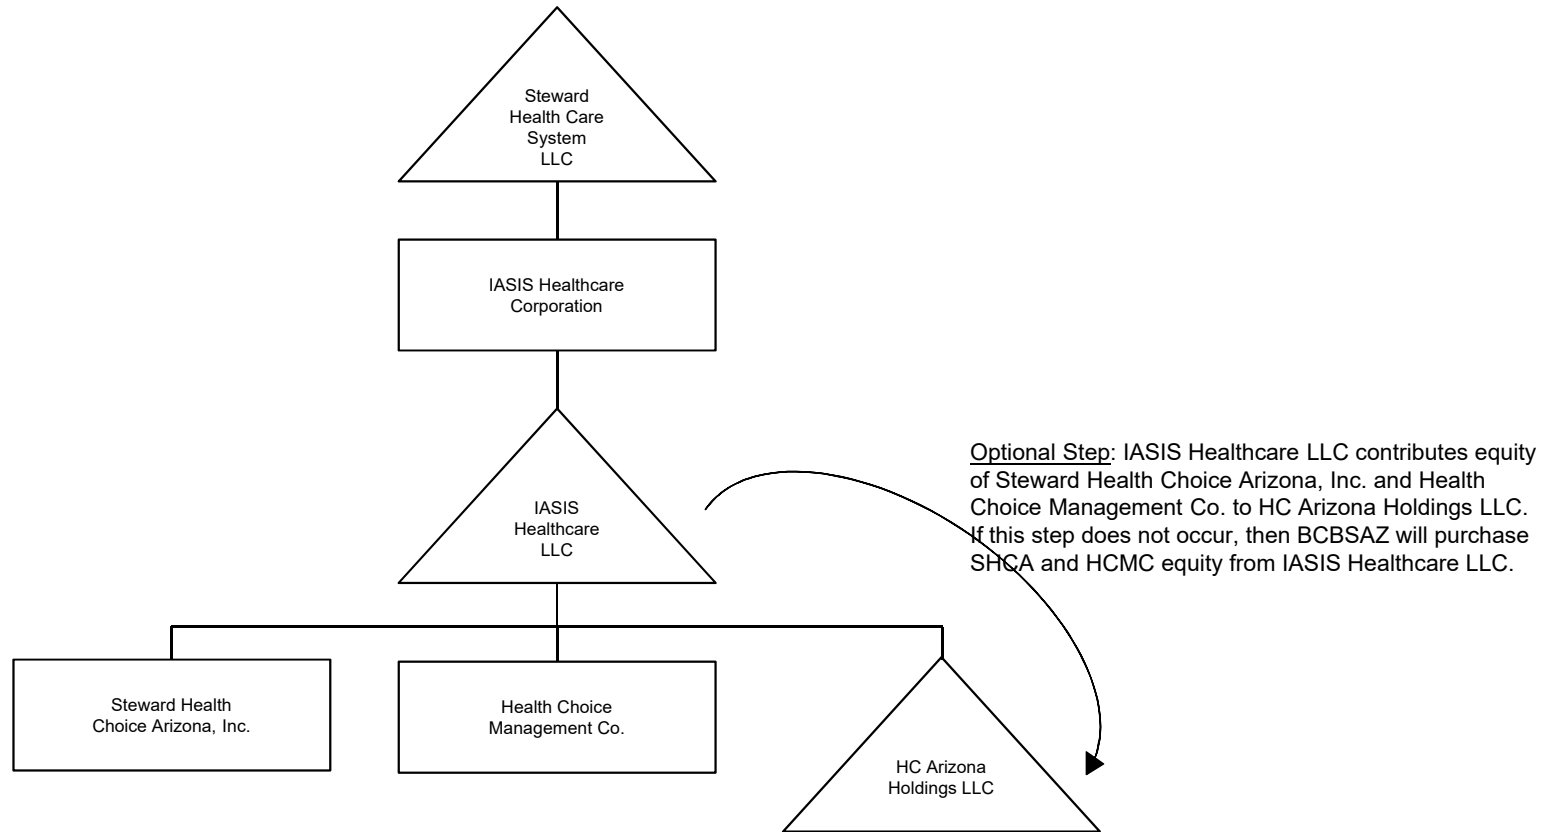 Steward
Health Care
System
LLC
IASIS Healthcare
Corporation
IASIS
Healthcare
LLC
Optional Step: IASIS Healthcare LLC contributes equity
of Steward Health Choice Arizona, Inc. and Health
Choice Management Co. to HC Arizona Holdings LLC.
If this step does not occur, then BCBSAZ will purchase
SHCA and HCMC equity from IASIS Healthcare LLC.
Steward Health
Choice Arizona, Inc.
Health Choice
Management Co.
HC Arizona
Holdings LLC